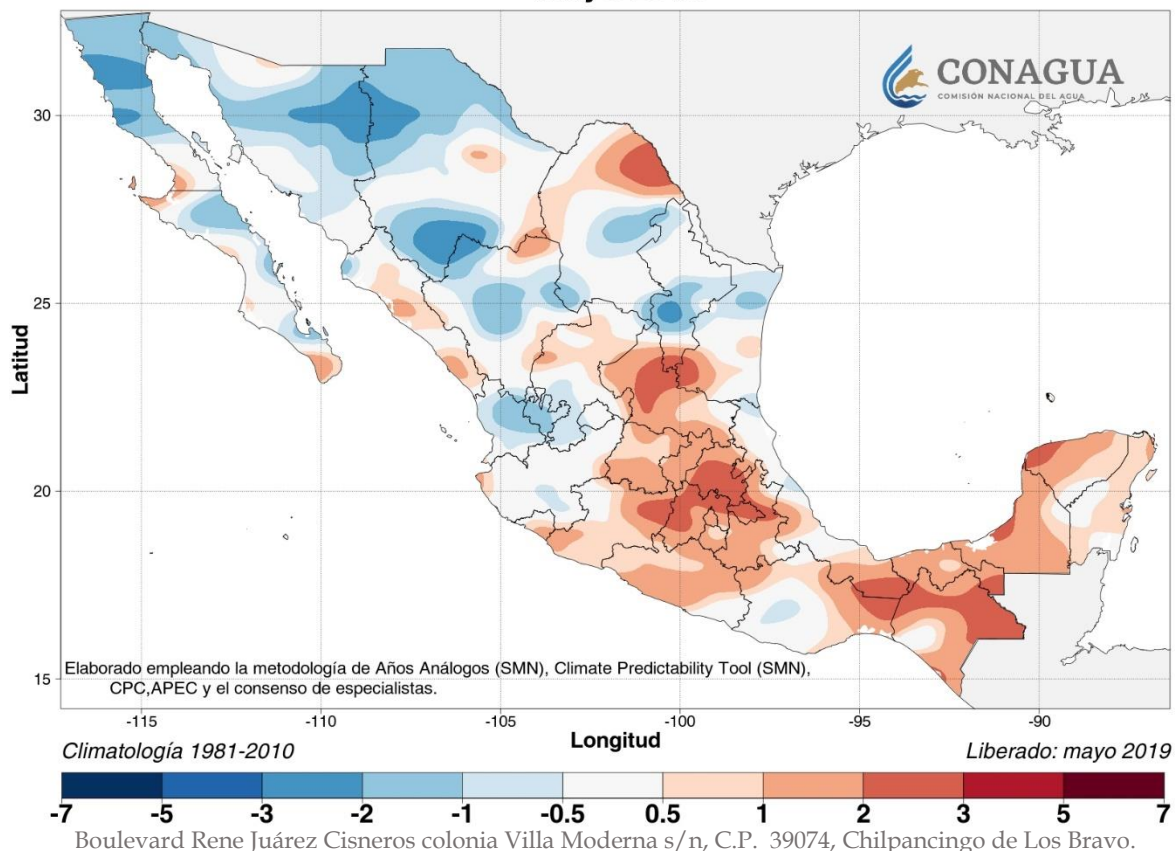 CONAGUA
COMISIÓN NACIONAL DEL AGUA
30
25
20
15
Latitud
Elaborado empleando la metodología de Años Análogos (SMN), Climate Predictability Tool (SMN),
CPC,APEC y el consenso de especialistas.
-115 -110 -105 -100 -95 -90
Longitud
Climatología 1981-2010 Liberado: mayo 2019
-7 -5 -3 -2 -1 -0.5 0.5 1 2 3 5 7
Boulevard Rene Juárez Cisneros colonia Villa Moderna s/n, C.P. 39074, Chilpancingo de Los Bravo.